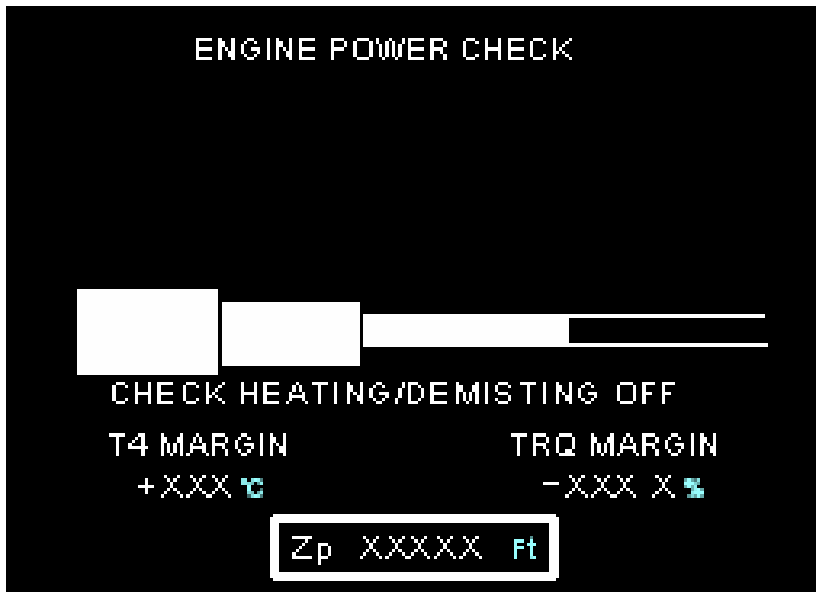 ENGINE POWER CHECK
CHECK HEATING/DEMISTING OFF
T4 MARGIN TRQ MARGIN
+XXX °C -XXX X %
Zp XXXXX Ft